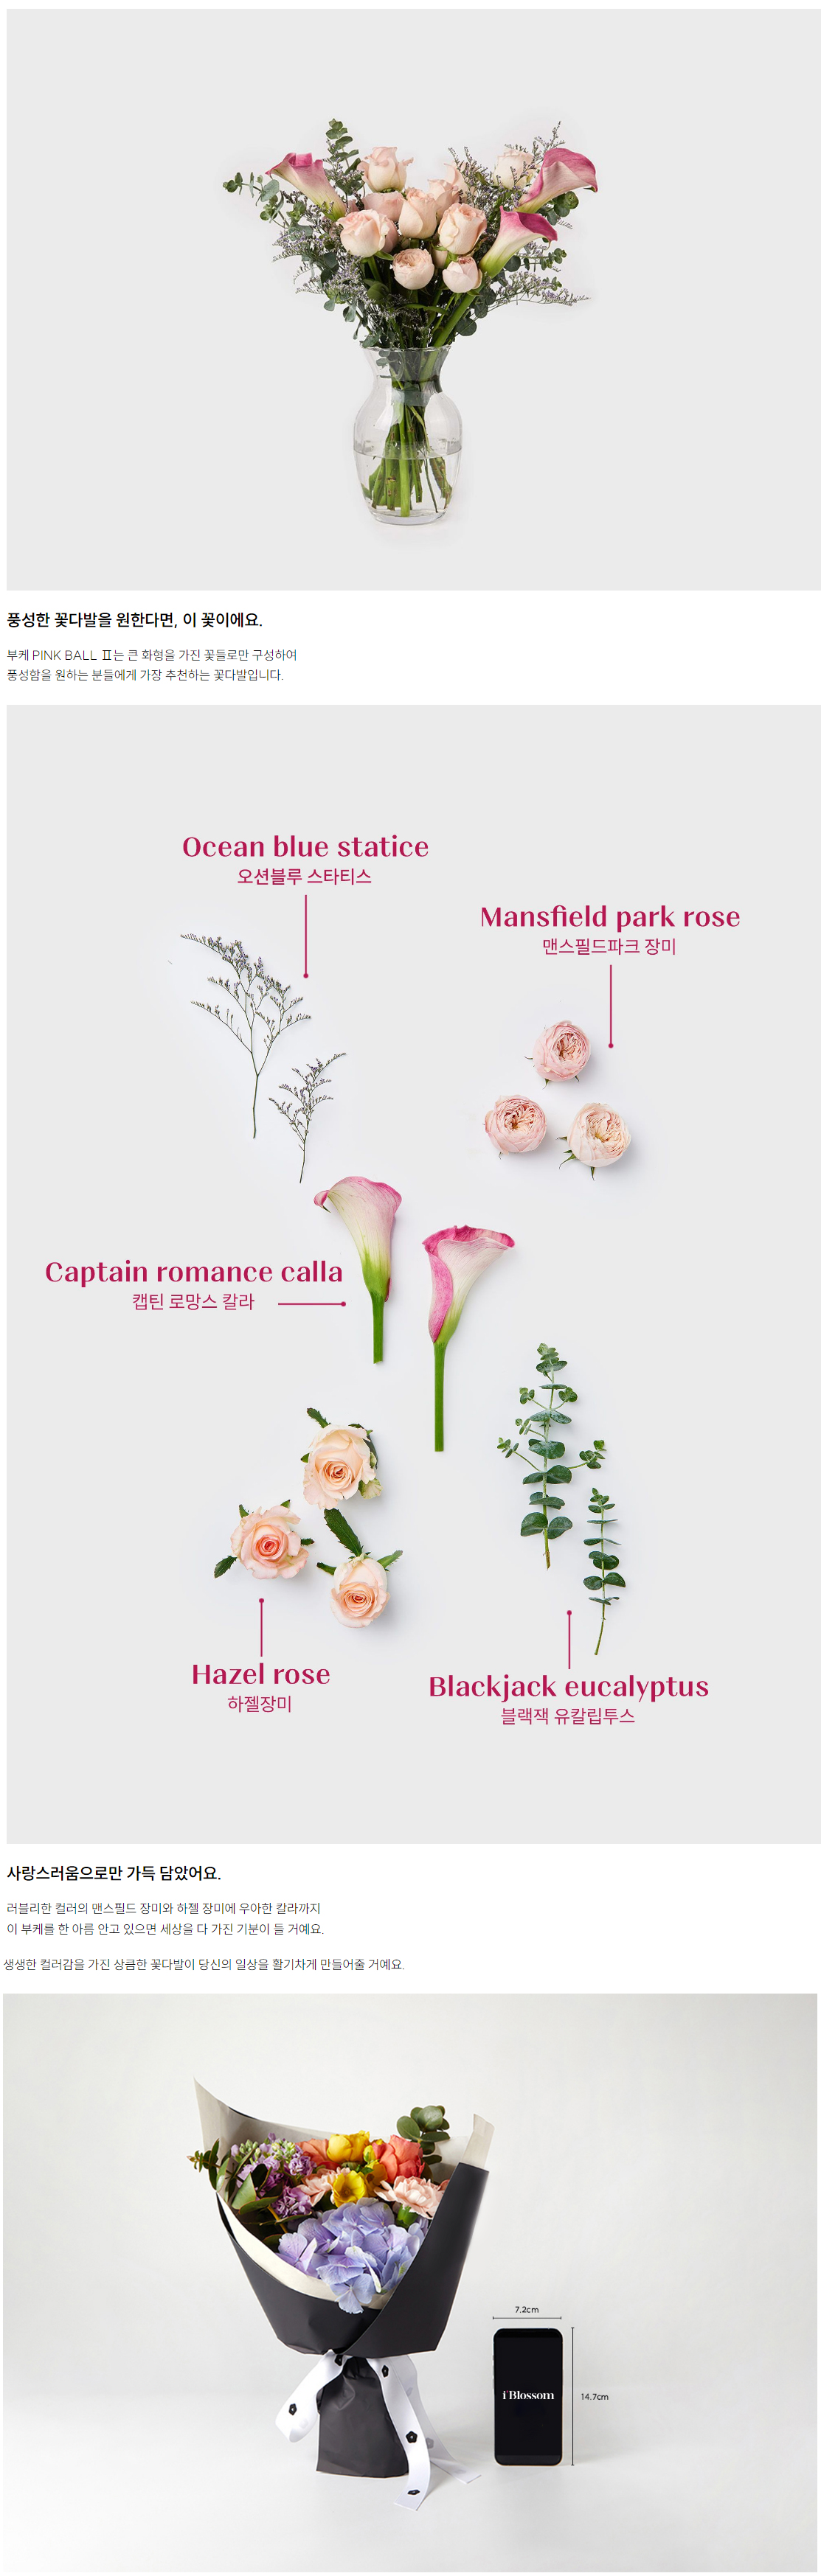 풍성한 꽃다발을 원한다면, 이 꽃이에요.
부케 PINK BALL Ⅱ는 큰 화형을 가진 꽃들로만 구성하여
풍성함을 원하는 분들에게 가장 추천하는 꽃다발입니다.
Ocean blue statice
오션블루 스타티스
Mansfield park rose
맨스필드파크 장미
Captain romance calla
캡틴 로망스 칼라
Hazel rose
하젤장미
Blackjack eucalyptus
블랙잭 유칼립투스
사랑스러움으로만 가득 담았어요.
러블리한 컬러의 맨스필드 장미와 하젤 장미에 우아한 칼라까지
이 부케를 한 아름 안고 있으면 세상을 다 가진 기분이 들 거예요.
생생한 컬러감을 가진 상큼한 꽃다발이 당신의 일상을 활기차게 만들어줄 거예요.
7.2cm
i Blossom
14.7cm